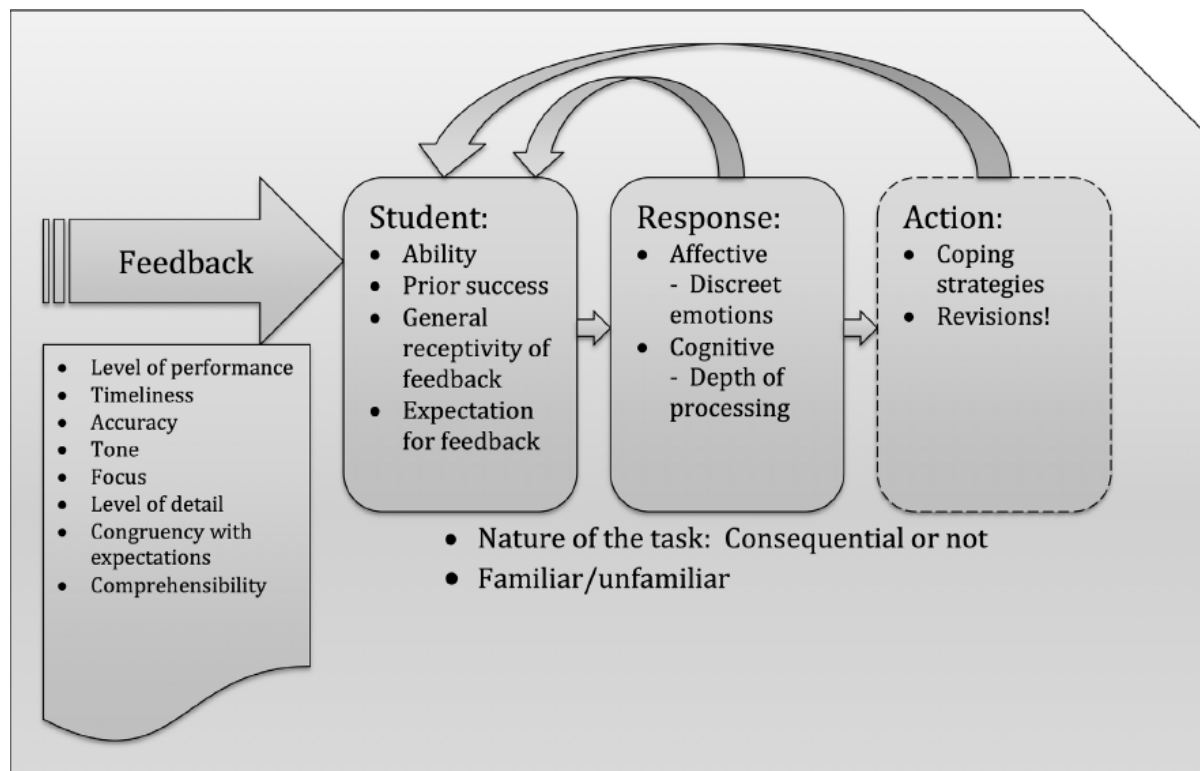 Feedback
• Level of performance
• Timeliness
• Accuracy
• Tone
• Focus
• Level of detail
• Congruency with
expectations
• Comprehensibility
Student:
• Ability
• Prior success
• General
receptivity of
feedback
• Expectation
for feedback
Response:
• Affective
- Discreet
emotions
• Cognitive
- Depth of
processing
Action:
• Coping
strategies
• Revisions!
• Nature of the task: Consequential or not
• Familiar/unfamiliar